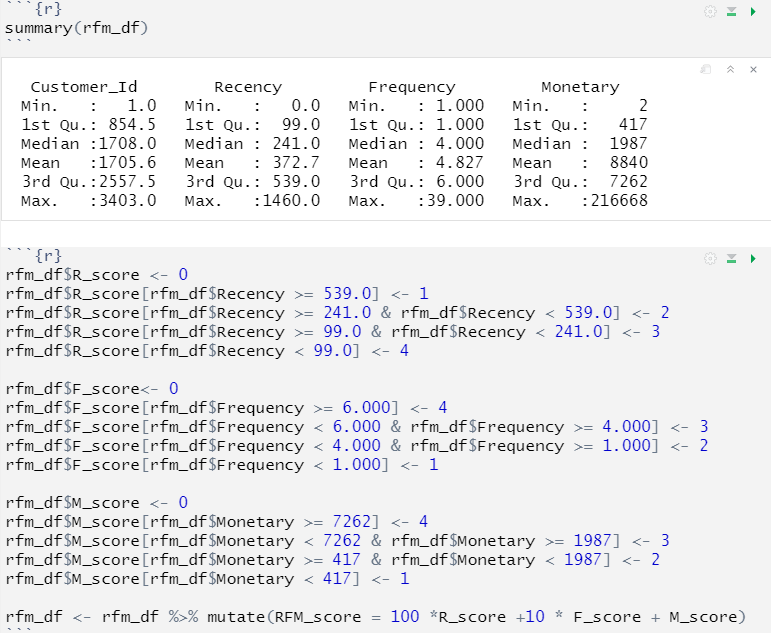 ```{r}
summary(rfm_df)
```
  Customer_Id        Recency          Frequency         Monetary
 Min.   :   1.0   Min.   :   0.0   Min.   : 1.000   Min.   :     2
 1st Qu.: 854.5   1st Qu.:  99.0   1st Qu.: 1.000   1st Qu.:   417
 Median :1708.0   Median : 241.0   Median : 4.000   Median :  1987
 Mean   :1705.6   Mean   : 372.7   Mean   : 4.827   Mean   :  8840
 3rd Qu.:2557.5   3rd Qu.: 539.0   3rd Qu.: 6.000   3rd Qu.:  7262
 Max.   :3403.0   Max.   :1460.0   Max.   :39.000   Max.   :216668
```{r}
rfm_df$R_score <- 0
rfm_df$R_score[rfm_df$Recency >= 539.0] <- 1
rfm_df$R_score[rfm_df$Recency >= 241.0 & rfm_df$Recency < 539.0] <- 2
rfm_df$R_score[rfm_df$Recency >= 99.0 & rfm_df$Recency < 241.0] <- 3
rfm_df$R_score[rfm_df$Recency < 99.0] <- 4
rfm_df$F_score<- 0
rfm_df$F_score[rfm_df$Frequency >= 6.000] <- 4
rfm_df$F_score[rfm_df$Frequency < 6.000 & rfm_df$Frequency >= 4.000] <- 3
rfm_df$F_score[rfm_df$Frequency < 4.000 & rfm_df$Frequency >= 1.000] <- 2
rfm_df$F_score[rfm_df$Frequency < 1.000] <- 1
rfm_df$M_score <- 0
rfm_df$M_score[rfm_df$Monetary >= 7262] <- 4
rfm_df$M_score[rfm_df$Monetary < 7262 & rfm_df$Monetary >= 1987] <- 3
rfm_df$M_score[rfm_df$Monetary >= 417 & rfm_df$Monetary < 1987] <- 2
rfm_df$M_score[rfm_df$Monetary < 417] <- 1
rfm_df <- rfm_df %>% mutate(RFM_score = 100 *R_score +10 * F_score + M_score)
```